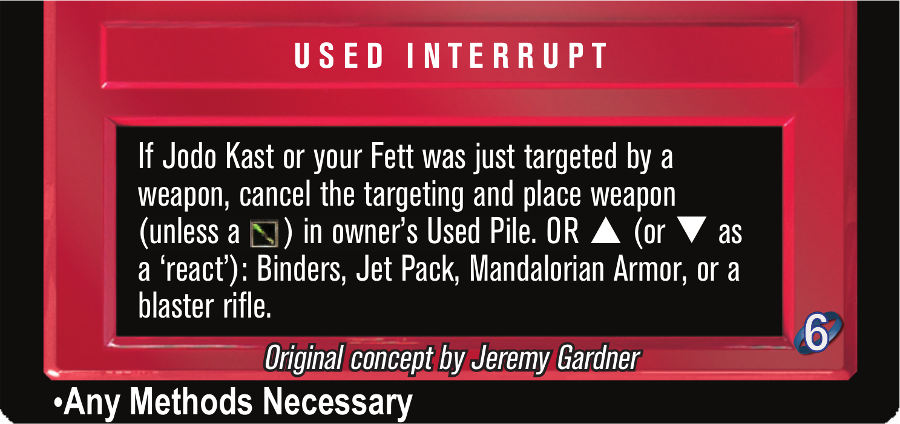 USED INTERRUPT
If Jodo Kast or your Fett was just targeted by a
weapon, cancel the targeting and place weapon
(unless a ) in owner’s Used Pile. OR ▲ (or ▼ as
a ‘react’): Binders, Jet Pack, Mandalorian Armor, or a
blaster rifle.
6
Original concept by Jeremy Gardner
•Any Methods Necessary